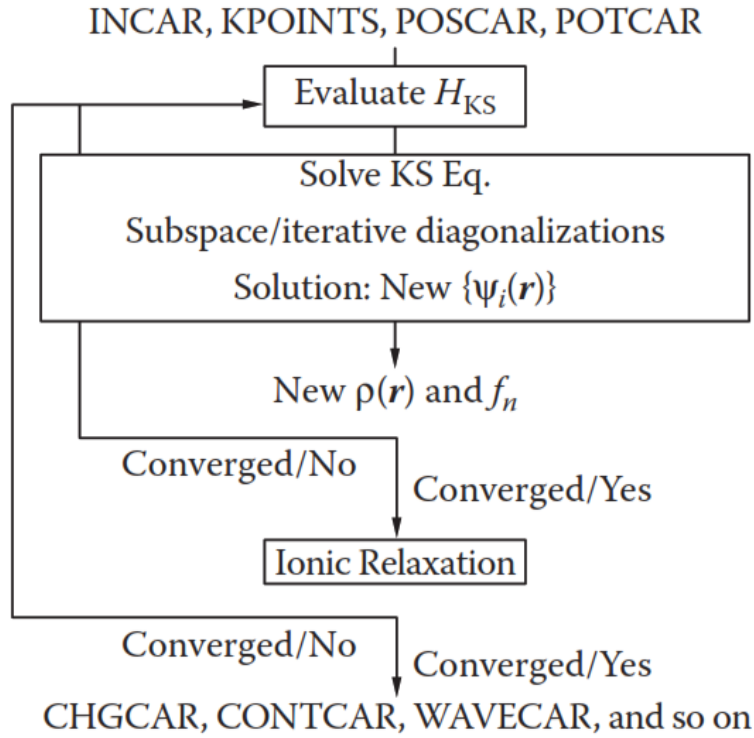 INCAR, KPOINTS, POSCAR, POTCAR
Evaluate H_KS
Solve KS Eq.
Subspace/iterative diagonalizations
Solution: New {ψ_i(r)}
New ρ(r) and f_n
Converged/No
Converged/Yes
Ionic Relaxation
Converged/No
Converged/Yes
CHGCAR, CONTCAR, WAVECAR, and so on